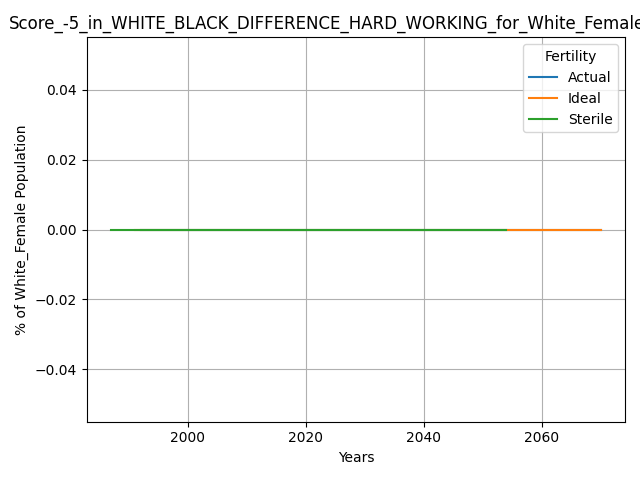 Score_-5_in_WHITE_BLACK_DIFFERENCE_HARD_WORKING_for_White_Female
Fertility
Actual
Ideal
Sterile
0.04
0.02
0.00
−0.02
−0.04
% of White_Female Population
2000
2020
2040
2060
Years